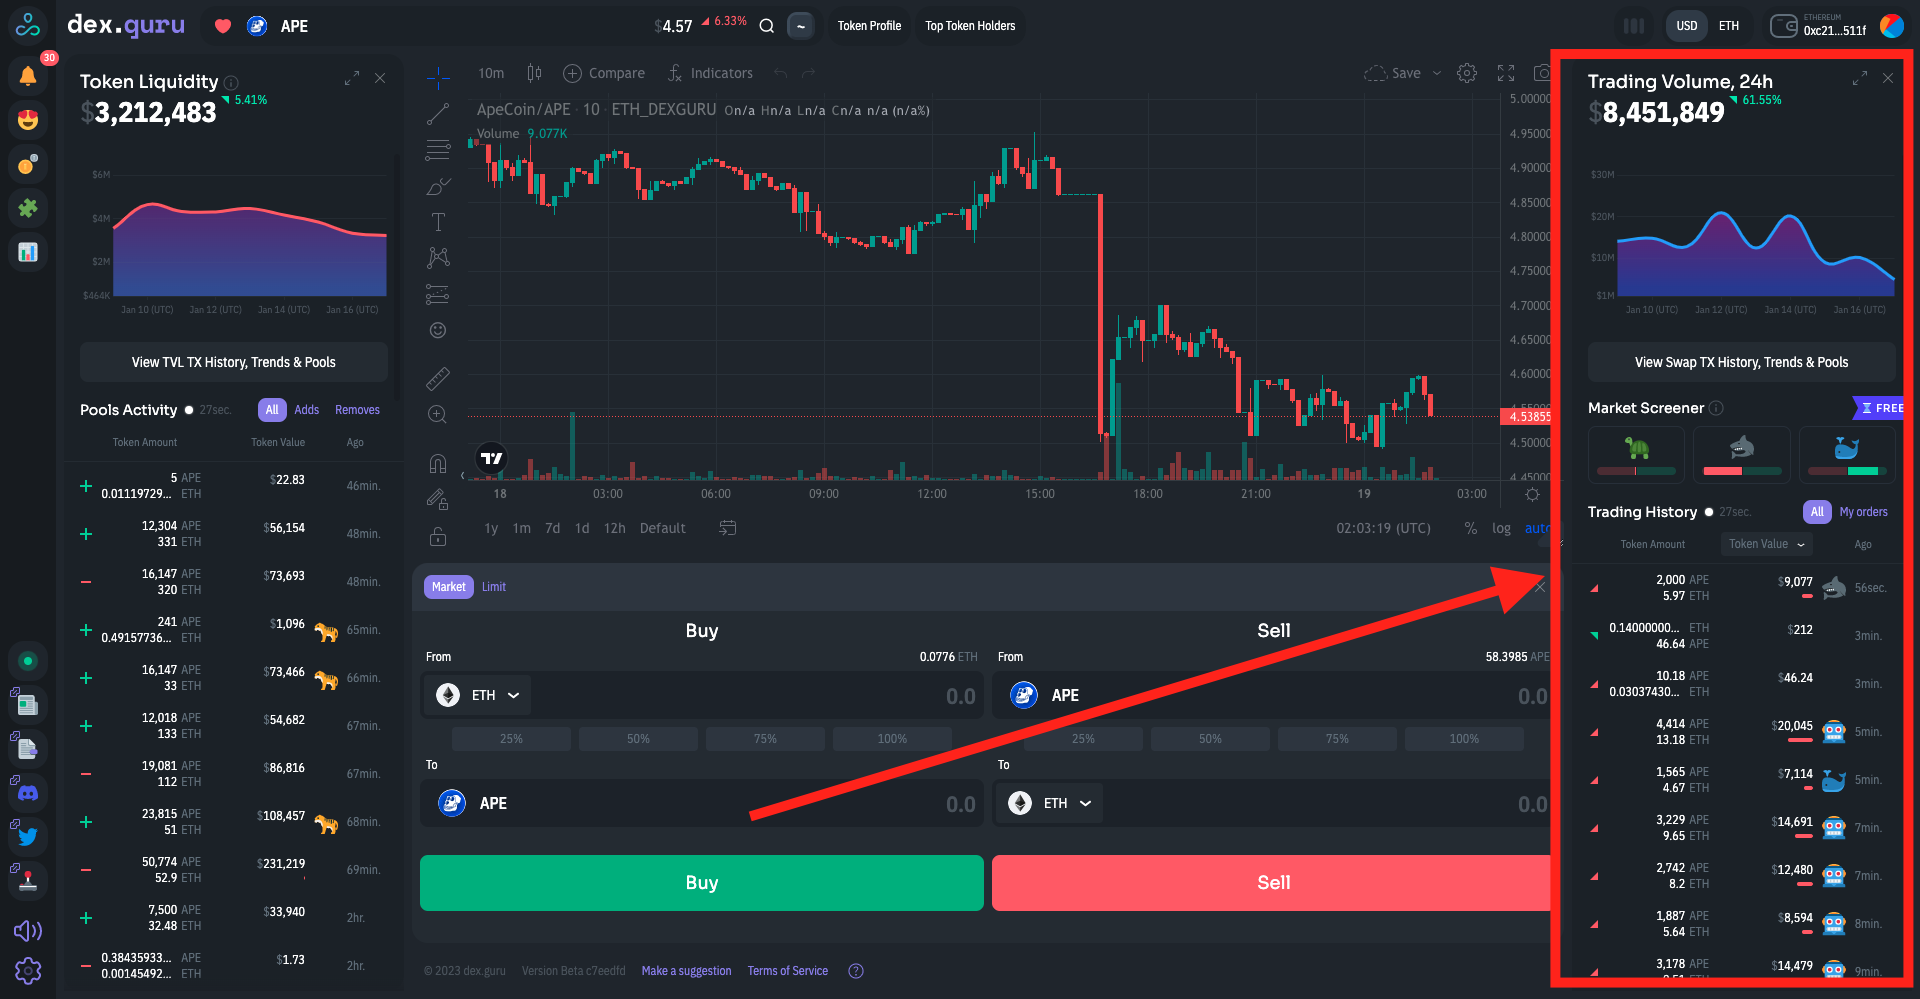 dex.guru
APE
$4.57 6.33%
~
Token Profile
Top Token Holders
USD
ETH
ETHEREUM
0xc21...511f
30
Token Liquidity
$3,212,483 5.41%
$6M
$4M
$2M
$464K
Jan 10 (UTC) Jan 12 (UTC) Jan 14 (UTC) Jan 16 (UTC)
View TVL TX History, Trends & Pools
Pools Activity 27sec. All Adds Removes
Token Amount Token Value Ago
5 APE $22.83 46min.
0.01119729... ETH
12,304 APE $56,154 48min.
331 ETH
16,147 APE $73,693 48min.
320 ETH
241 APE $1,096 65min.
0.49157736... ETH
16,147 APE $73,466 66min.
33 ETH
12,018 APE $54,682 67min.
133 ETH
19,081 APE $86,816 67min.
112 ETH
23,815 APE $108,457 68min.
51 ETH
50,774 APE $231,219 69min.
52.9 ETH
7,500 APE $33,940 2hr.
32.48 ETH
0.38435933... APE $1.73 2hr.
0.00145492... ETH
10m Compare Indicators Save
ApeCoin/APE · 10 · ETH_DEXGURU On/a Hn/a Ln/a Cn/a n/a (n/a%)
Volume 9.077K
5.00000
4.95000
4.90000
4.85000
4.80000
4.75000
4.70000
4.65000
4.60000
4.53855
4.50000
4.45000
18 03:00 06:00 09:00 12:00 15:00 18:00 21:00 19 03:00
1y 1m 7d 1d 12h Default 02:03:19 (UTC) % log auto
Market Limit
Buy
From 0.0776 ETH
ETH 0.0
25% 50% 75% 100%
To
APE 0.0
Buy
Sell
From 58.3985 APE
APE 0.0
25% 50% 75% 100%
To
ETH 0.0
Sell
© 2023 dex.guru Version Beta c7eedfd Make a suggestion Terms of Service ?
Trading Volume, 24h
$8,451,849 61.55%
$30M
$20M
$10M
$1M
Jan 10 (UTC) Jan 12 (UTC) Jan 14 (UTC) Jan 16 (UTC)
View Swap TX History, Trends & Pools
Market Screener FREE
Trading History 27sec. All My orders
Token Amount Token Value Ago
2,000 APE $9,077 56sec.
5.97 ETH
0.14000000... ETH $212 3min.
46.64 APE
10.18 APE $46.24 3min.
0.03037430... ETH
4,414 APE $20,045 5min.
13.18 ETH
1,565 APE $7,114 5min.
4.67 ETH
3,229 APE $14,691 7min.
9.65 ETH
2,742 APE $12,480 7min.
8.2 ETH
1,887 APE $8,594 8min.
5.64 ETH
3,178 APE $14,479 9min.